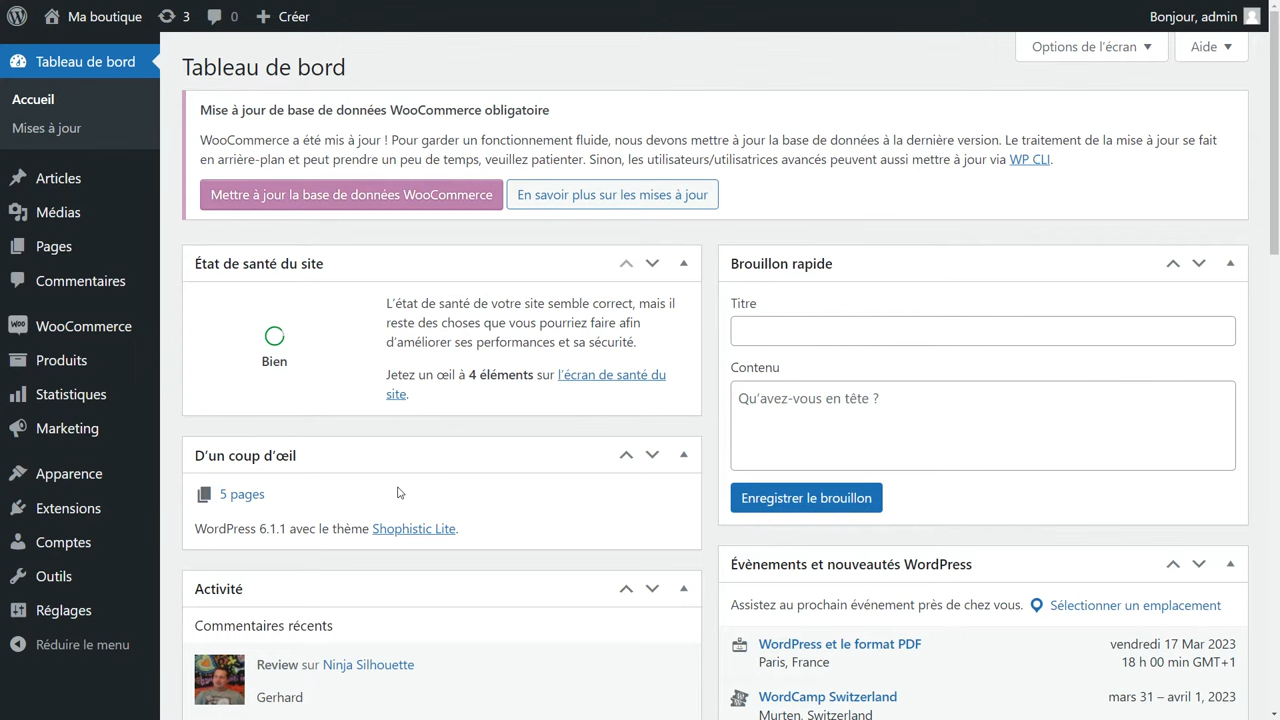 Ma boutique
3
0
Créer
Bonjour, admin
Tableau de bord
Accueil
Mises à jour
Articles
Médias
Pages
Commentaires
WooCommerce
Produits
Statistiques
Marketing
Apparence
Extensions
Comptes
Outils
Réglages
Réduire le menu
Options de l'écran
Aide
Tableau de bord
Mise à jour de base de données WooCommerce obligatoire
WooCommerce a été mis à jour ! Pour garder un fonctionnement fluide, nous devons mettre à jour la base de données à la dernière version. Le traitement de la mise à jour se fait
en arrière-plan et peut prendre un peu de temps, veuillez patienter. Sinon, les utilisateurs/utilisatrices avancés peuvent aussi mettre à jour via WP CLI.
Mettre à jour la base de données WooCommerce
En savoir plus sur les mises à jour
État de santé du site
Bien
L'état de santé de votre site semble correct, mais il
reste des choses que vous pourriez faire afin
d'améliorer ses performances et sa sécurité.
Jetez un œil à 4 éléments sur l'écran de santé du
site.
D'un coup d'œil
5 pages
WordPress 6.1.1 avec le thème Shophistic Lite.
Activité
Commentaires récents
Review sur Ninja Silhouette
Gerhard
Brouillon rapide
Titre
Contenu
Qu'avez-vous en tête ?
Enregistrer le brouillon
Évènements et nouveautés WordPress
Assistez au prochain événement près de chez vous.
Sélectionner un emplacement
WordPress et le format PDF
vendredi 17 Mar 2023
Paris, France
18 h 00 min GMT+1
WordCamp Switzerland
mars 31 – avril 1, 2023
Murten, Switzerland